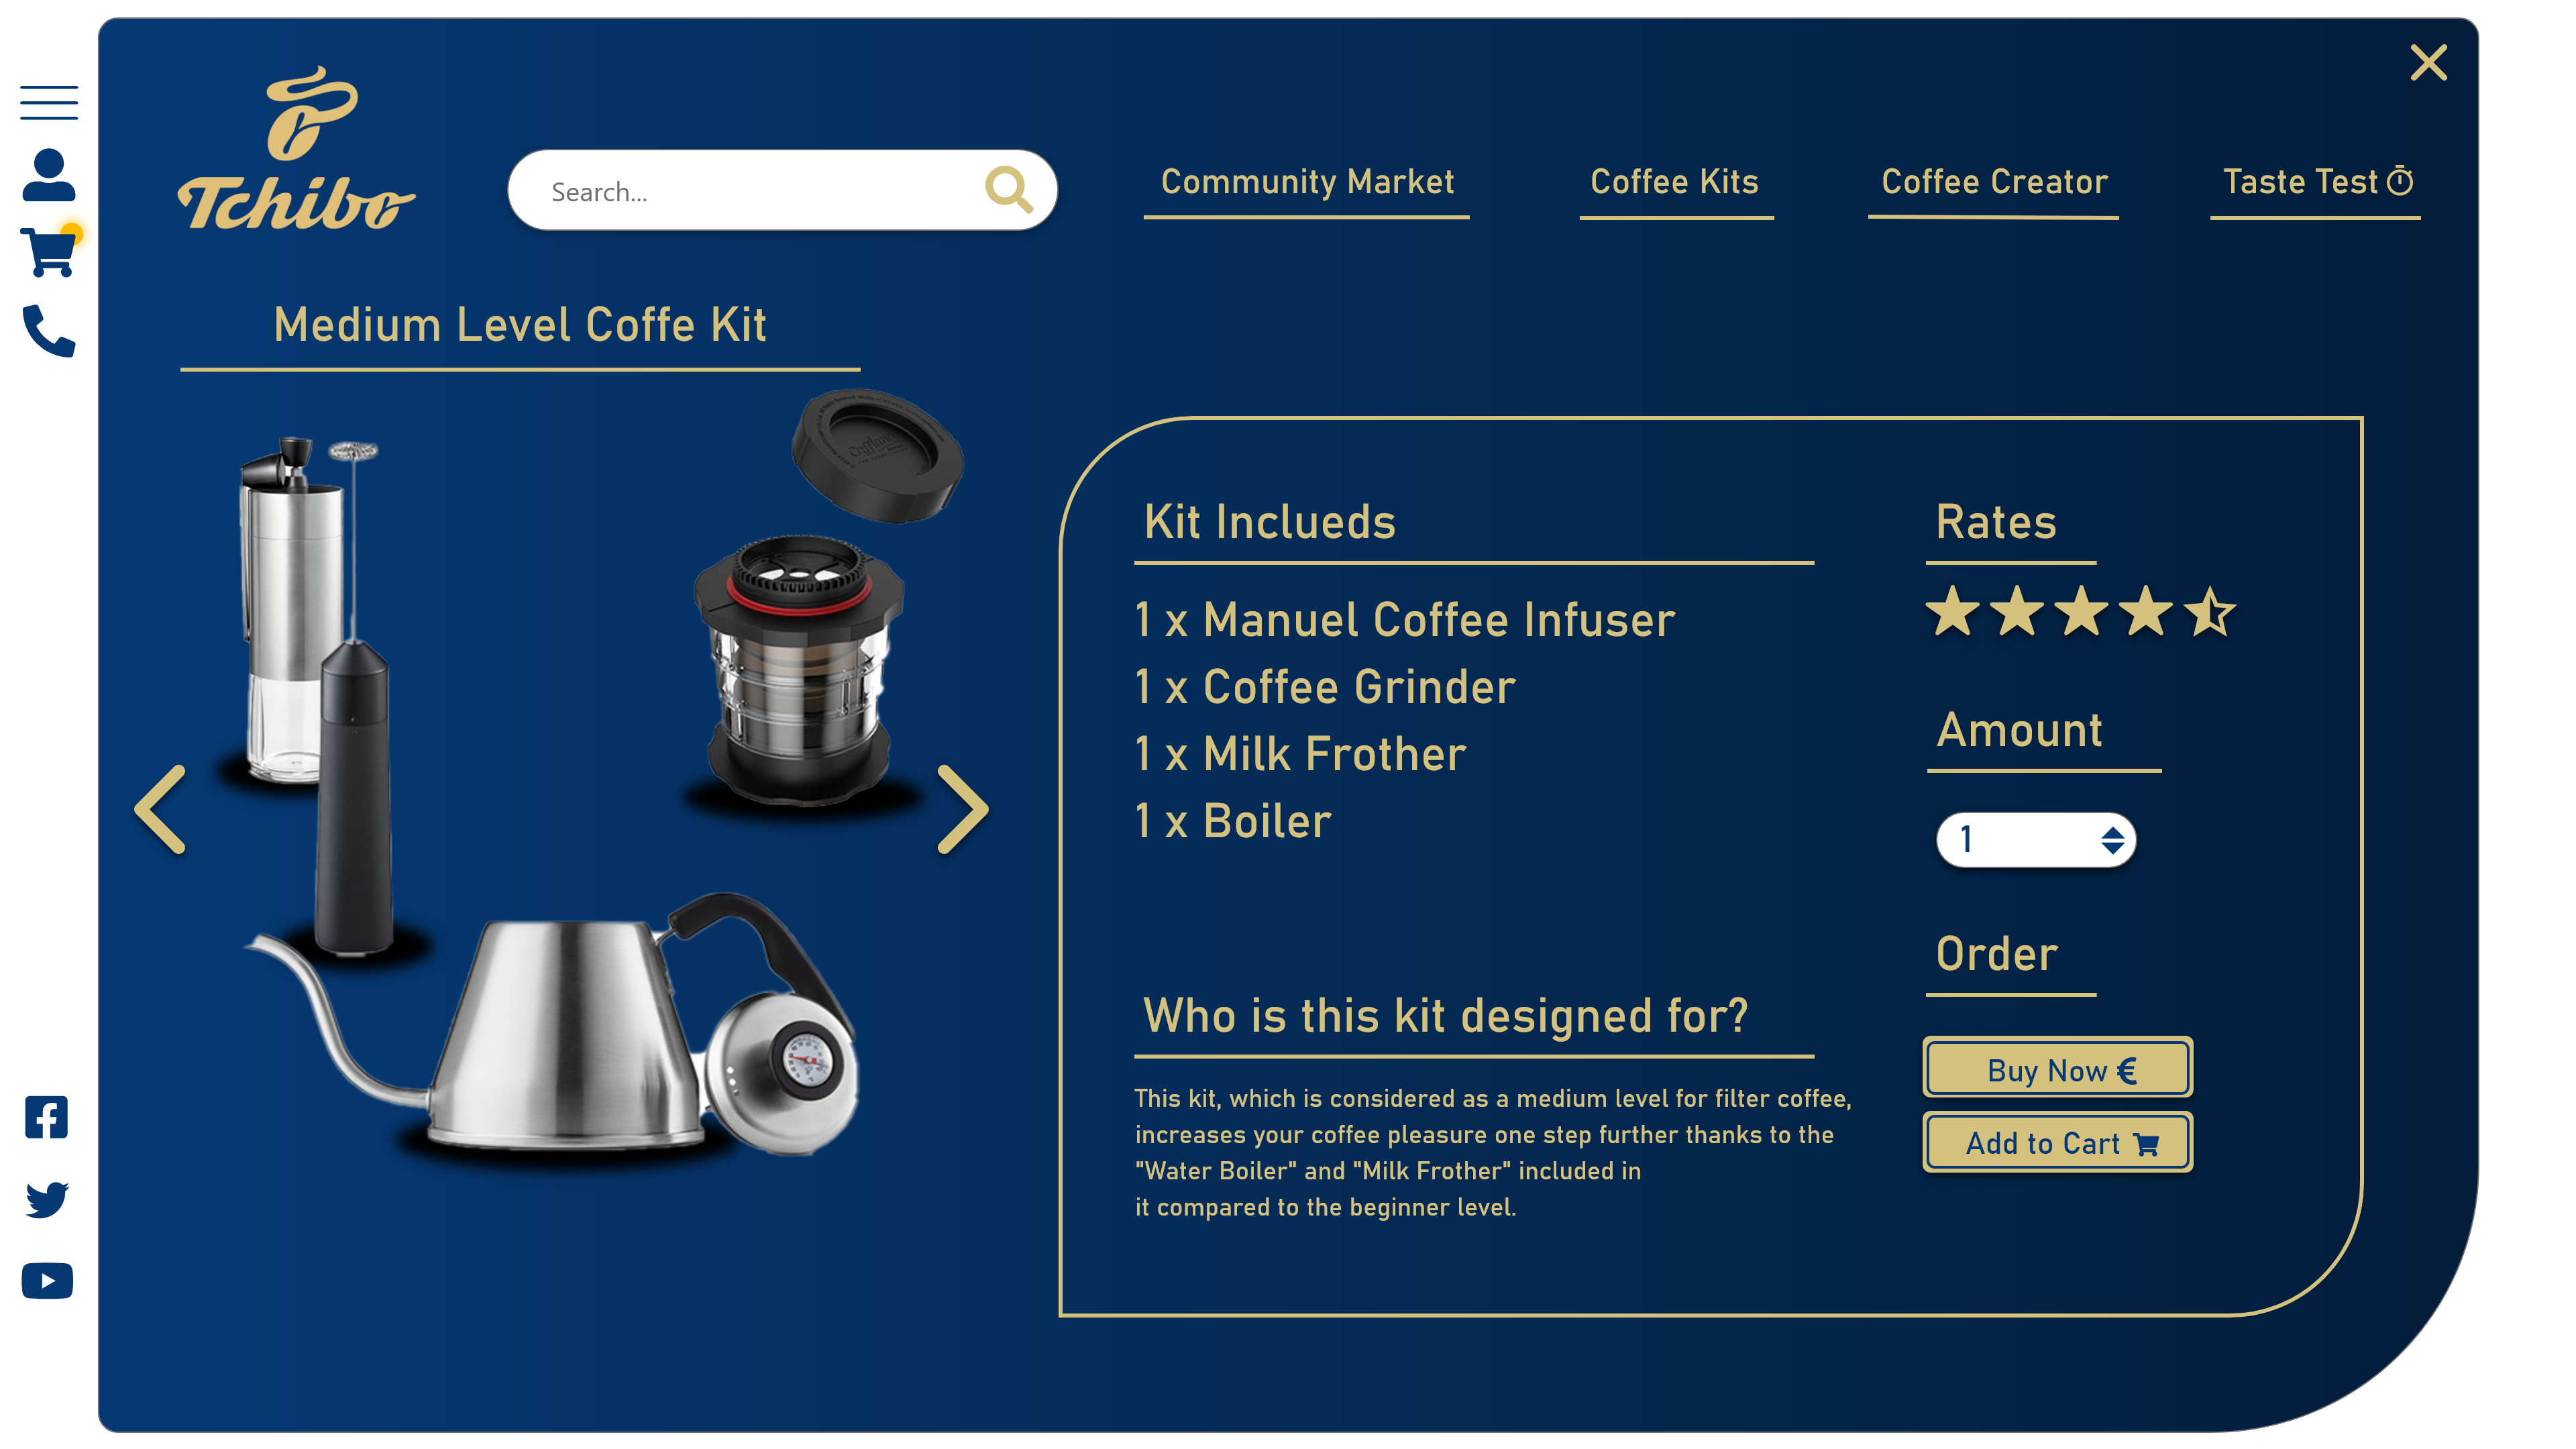 Tchibo
Search...
Community Market
Coffee Kits
Coffee Creator
Taste Test
Medium Level Coffe Kit
Kit Inclueds
1 x Manuel Coffee Infuser
1 x Coffee Grinder
1 x Milk Frother
1 x Boiler
Rates
Amount
1
Order
Buy Now €
Add to Cart
Who is this kit designed for?
This kit, which is considered as a medium level for filter coffee,
increases your coffee pleasure one step further thanks to the
"Water Boiler" and "Milk Frother" included in
it compared to the beginner level.